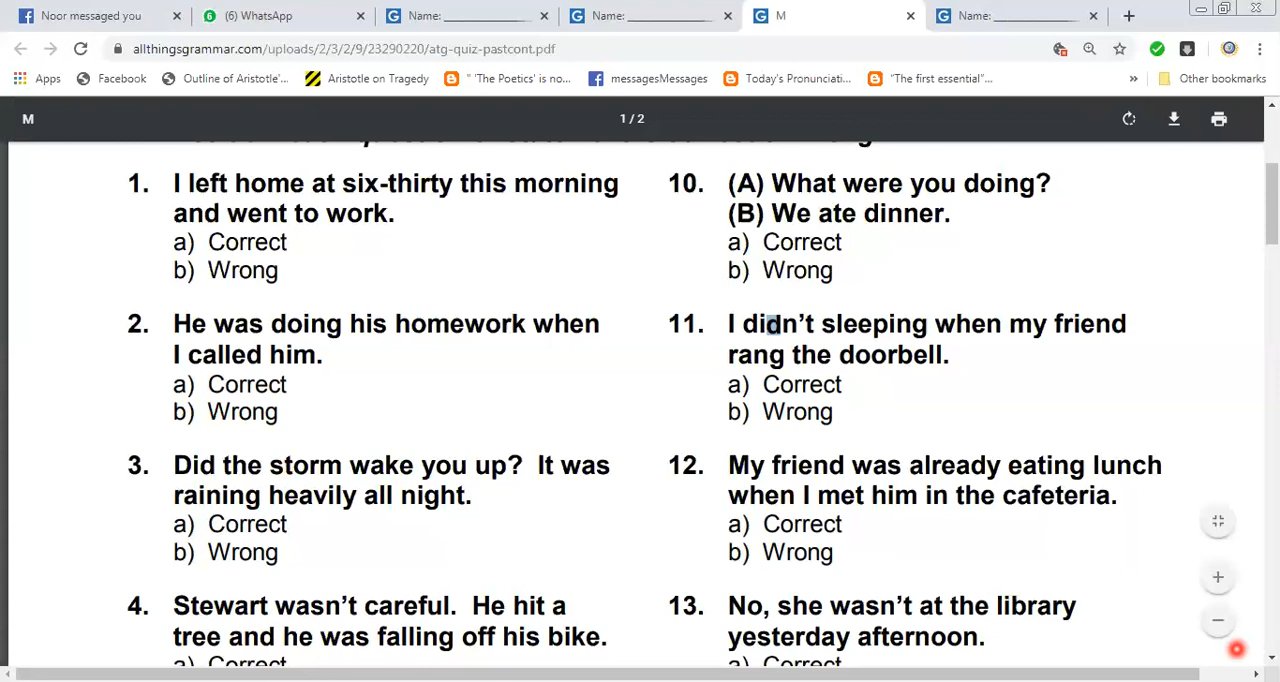 Noor messaged you
6 (6) WhatsApp
Name: __________
Name: __________
M
Name: __________
allthingsgrammar.com/uploads/2/3/2/9/23290220/atg-quiz-pastcont.pdf
Apps
Facebook
Outline of Aristotle'...
Aristotle on Tragedy
" 'The Poetics' is no...
messagesMessages
Today's Pronunciati...
"The first essential"...
»
Other bookmarks
M
1 / 2
1. I left home at six-thirty this morning
and went to work.
a) Correct
b) Wrong
2. He was doing his homework when
I called him.
a) Correct
b) Wrong
3. Did the storm wake you up? It was
raining heavily all night.
a) Correct
b) Wrong
4. Stewart wasn't careful. He hit a
tree and he was falling off his bike.
a) Correct
10. (A) What were you doing?
(B) We ate dinner.
a) Correct
b) Wrong
11. I didn't sleeping when my friend
rang the doorbell.
a) Correct
b) Wrong
12. My friend was already eating lunch
when I met him in the cafeteria.
a) Correct
b) Wrong
13. No, she wasn't at the library
yesterday afternoon.
a) Correct